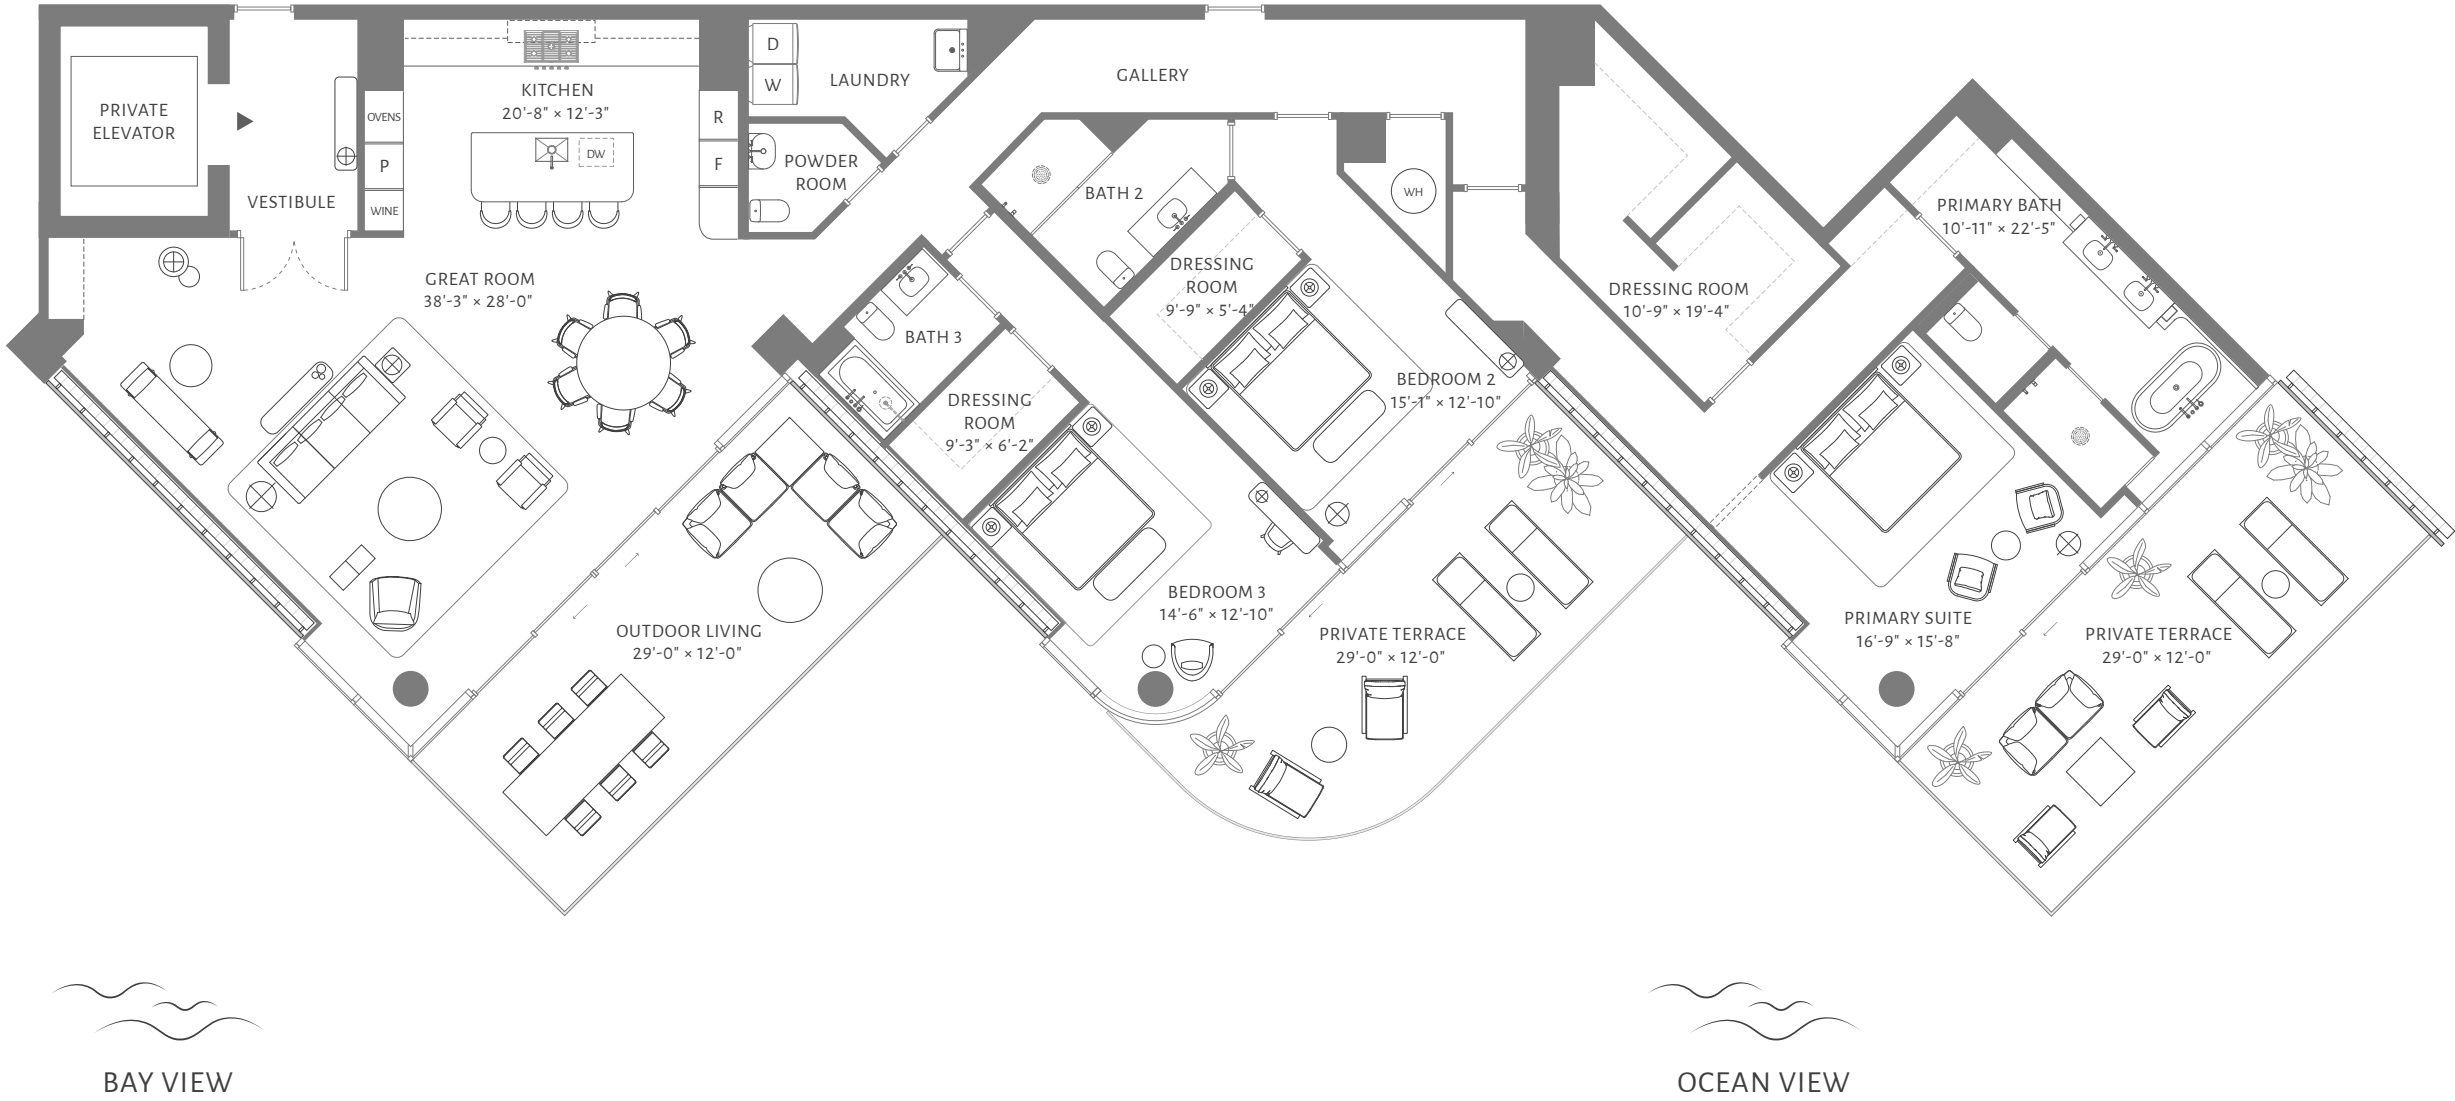 PRIVATE
ELEVATOR
VESTIBULE
OVENS
P
WINE
KITCHEN
20'-8" × 12'-3"
DW
R
F
D
W
LAUNDRY
POWDER
ROOM
GALLERY
GREAT ROOM
38'-3" × 28'-0"
OUTDOOR LIVING
29'-0" × 12'-0"
BATH 3
DRESSING
ROOM
9'-3" × 6'-2"
BEDROOM 3
14'-6" × 12'-10"
BATH 2
DRESSING
ROOM
9'-9" × 5'-4"
WH
BEDROOM 2
15'-1" × 12'-10"
PRIVATE TERRACE
29'-0" × 12'-0"
DRESSING ROOM
10'-9" × 19'-4"
PRIMARY BATH
10'-11" × 22'-5"
PRIMARY SUITE
16'-9" × 15'-8"
PRIVATE TERRACE
29'-0" × 12'-0"
BAY VIEW
OCEAN VIEW